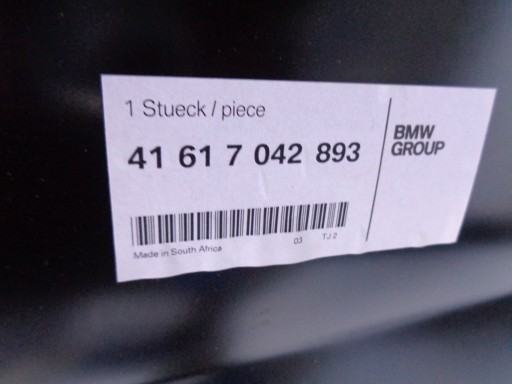 1 Stueck / piece
41 61 7 042 893
BMW
GROUP
Made in South Africa
03 TJ 2